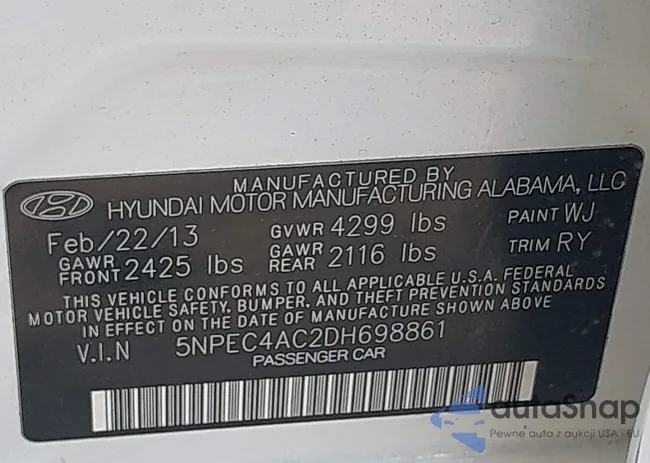 MANUFACTURED BY
HYUNDAI MOTOR MANUFACTURING ALABAMA, LLC
Feb/22/13 GVWR 4299 lbs PAINT WJ
GAWR FRONT 2425 lbs GAWR REAR 2116 lbs TRIM RY
THIS VEHICLE CONFORMS TO ALL APPLICABLE U.S.A. FEDERAL
MOTOR VEHICLE SAFETY, BUMPER, AND THEFT PREVENTION STANDARDS
IN EFFECT ON THE DATE OF MANUFACTURE SHOWN ABOVE
V.I.N 5NPEC4AC2DH698861
PASSENGER CAR
autaSnap
Pewne auta z aukcji USA i EU